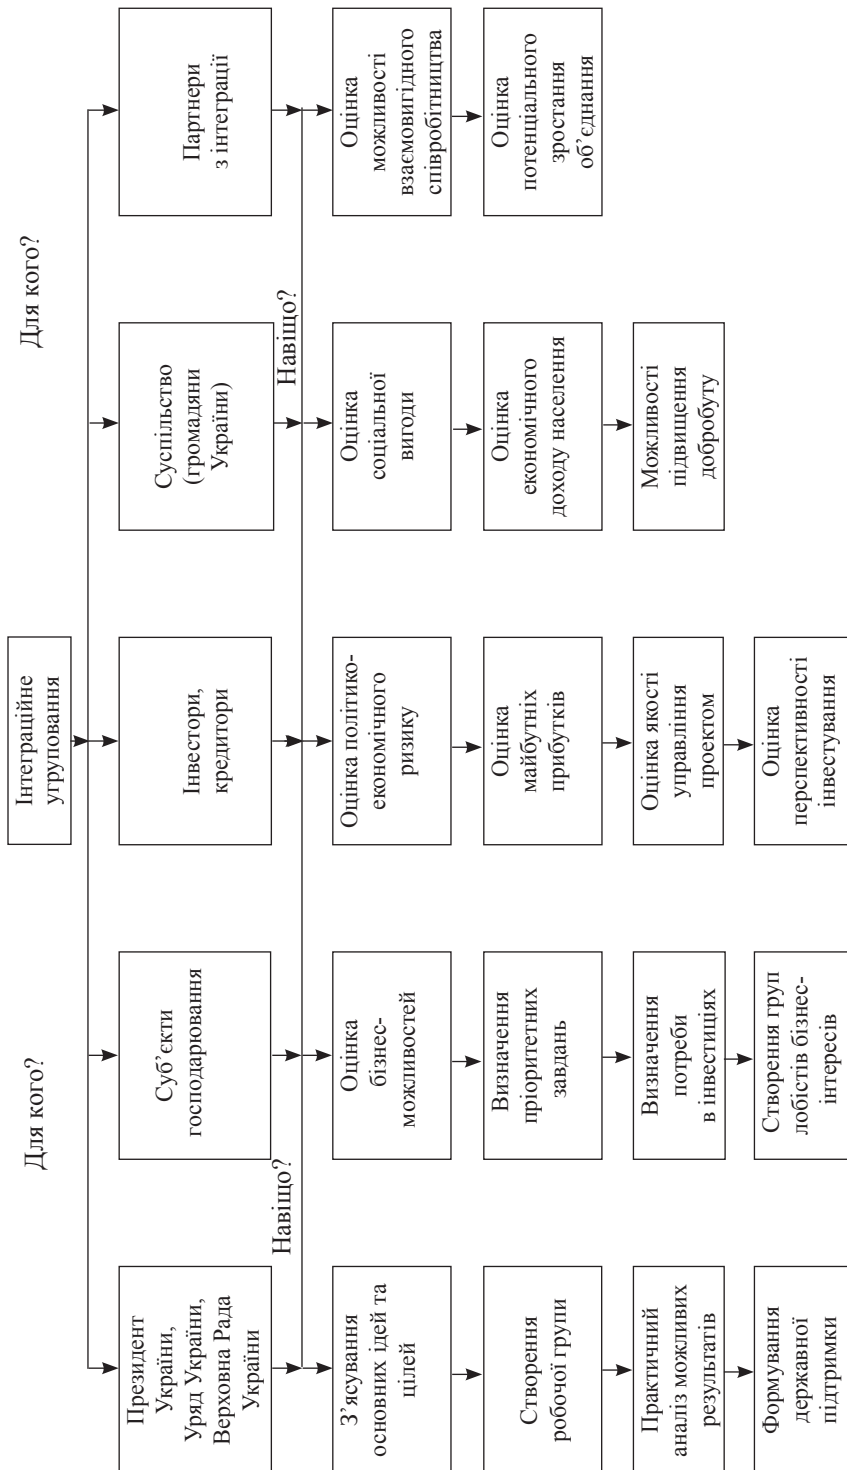 Інтеграційне
угруповання
Для кого?
Для кого?
Президент
України,
Уряд України,
Верховна Рада
України
Суб’єкти
господарювання
Інвестори,
кредитори
Суспільство
(громадяни
України)
Партнери
з інтеграції
Навіщо?
Навіщо?
З’ясування
основних ідей та
цілей
Оцінка
бізнес-
можливостей
Оцінка політико-
економічного
ризику
Оцінка
соціальної
вигоди
Оцінка
можливості
взаємовигідного
співробітництва
Створення
робочої групи
Визначення
пріоритетних
завдань
Оцінка
майбутніх
прибутків
Оцінка
економічного
доходу населення
Оцінка
потенціального
зростання
об’єднання
Практичний
аналіз можливих
результатів
Визначення
потреби
в інвестиціях
Оцінка якості
управління
проектом
Можливості
підвищення
добробуту
Формування
державної
підтримки
Створення груп
лобістів бізнес-
інтересів
Оцінка
перспективності
інвестування